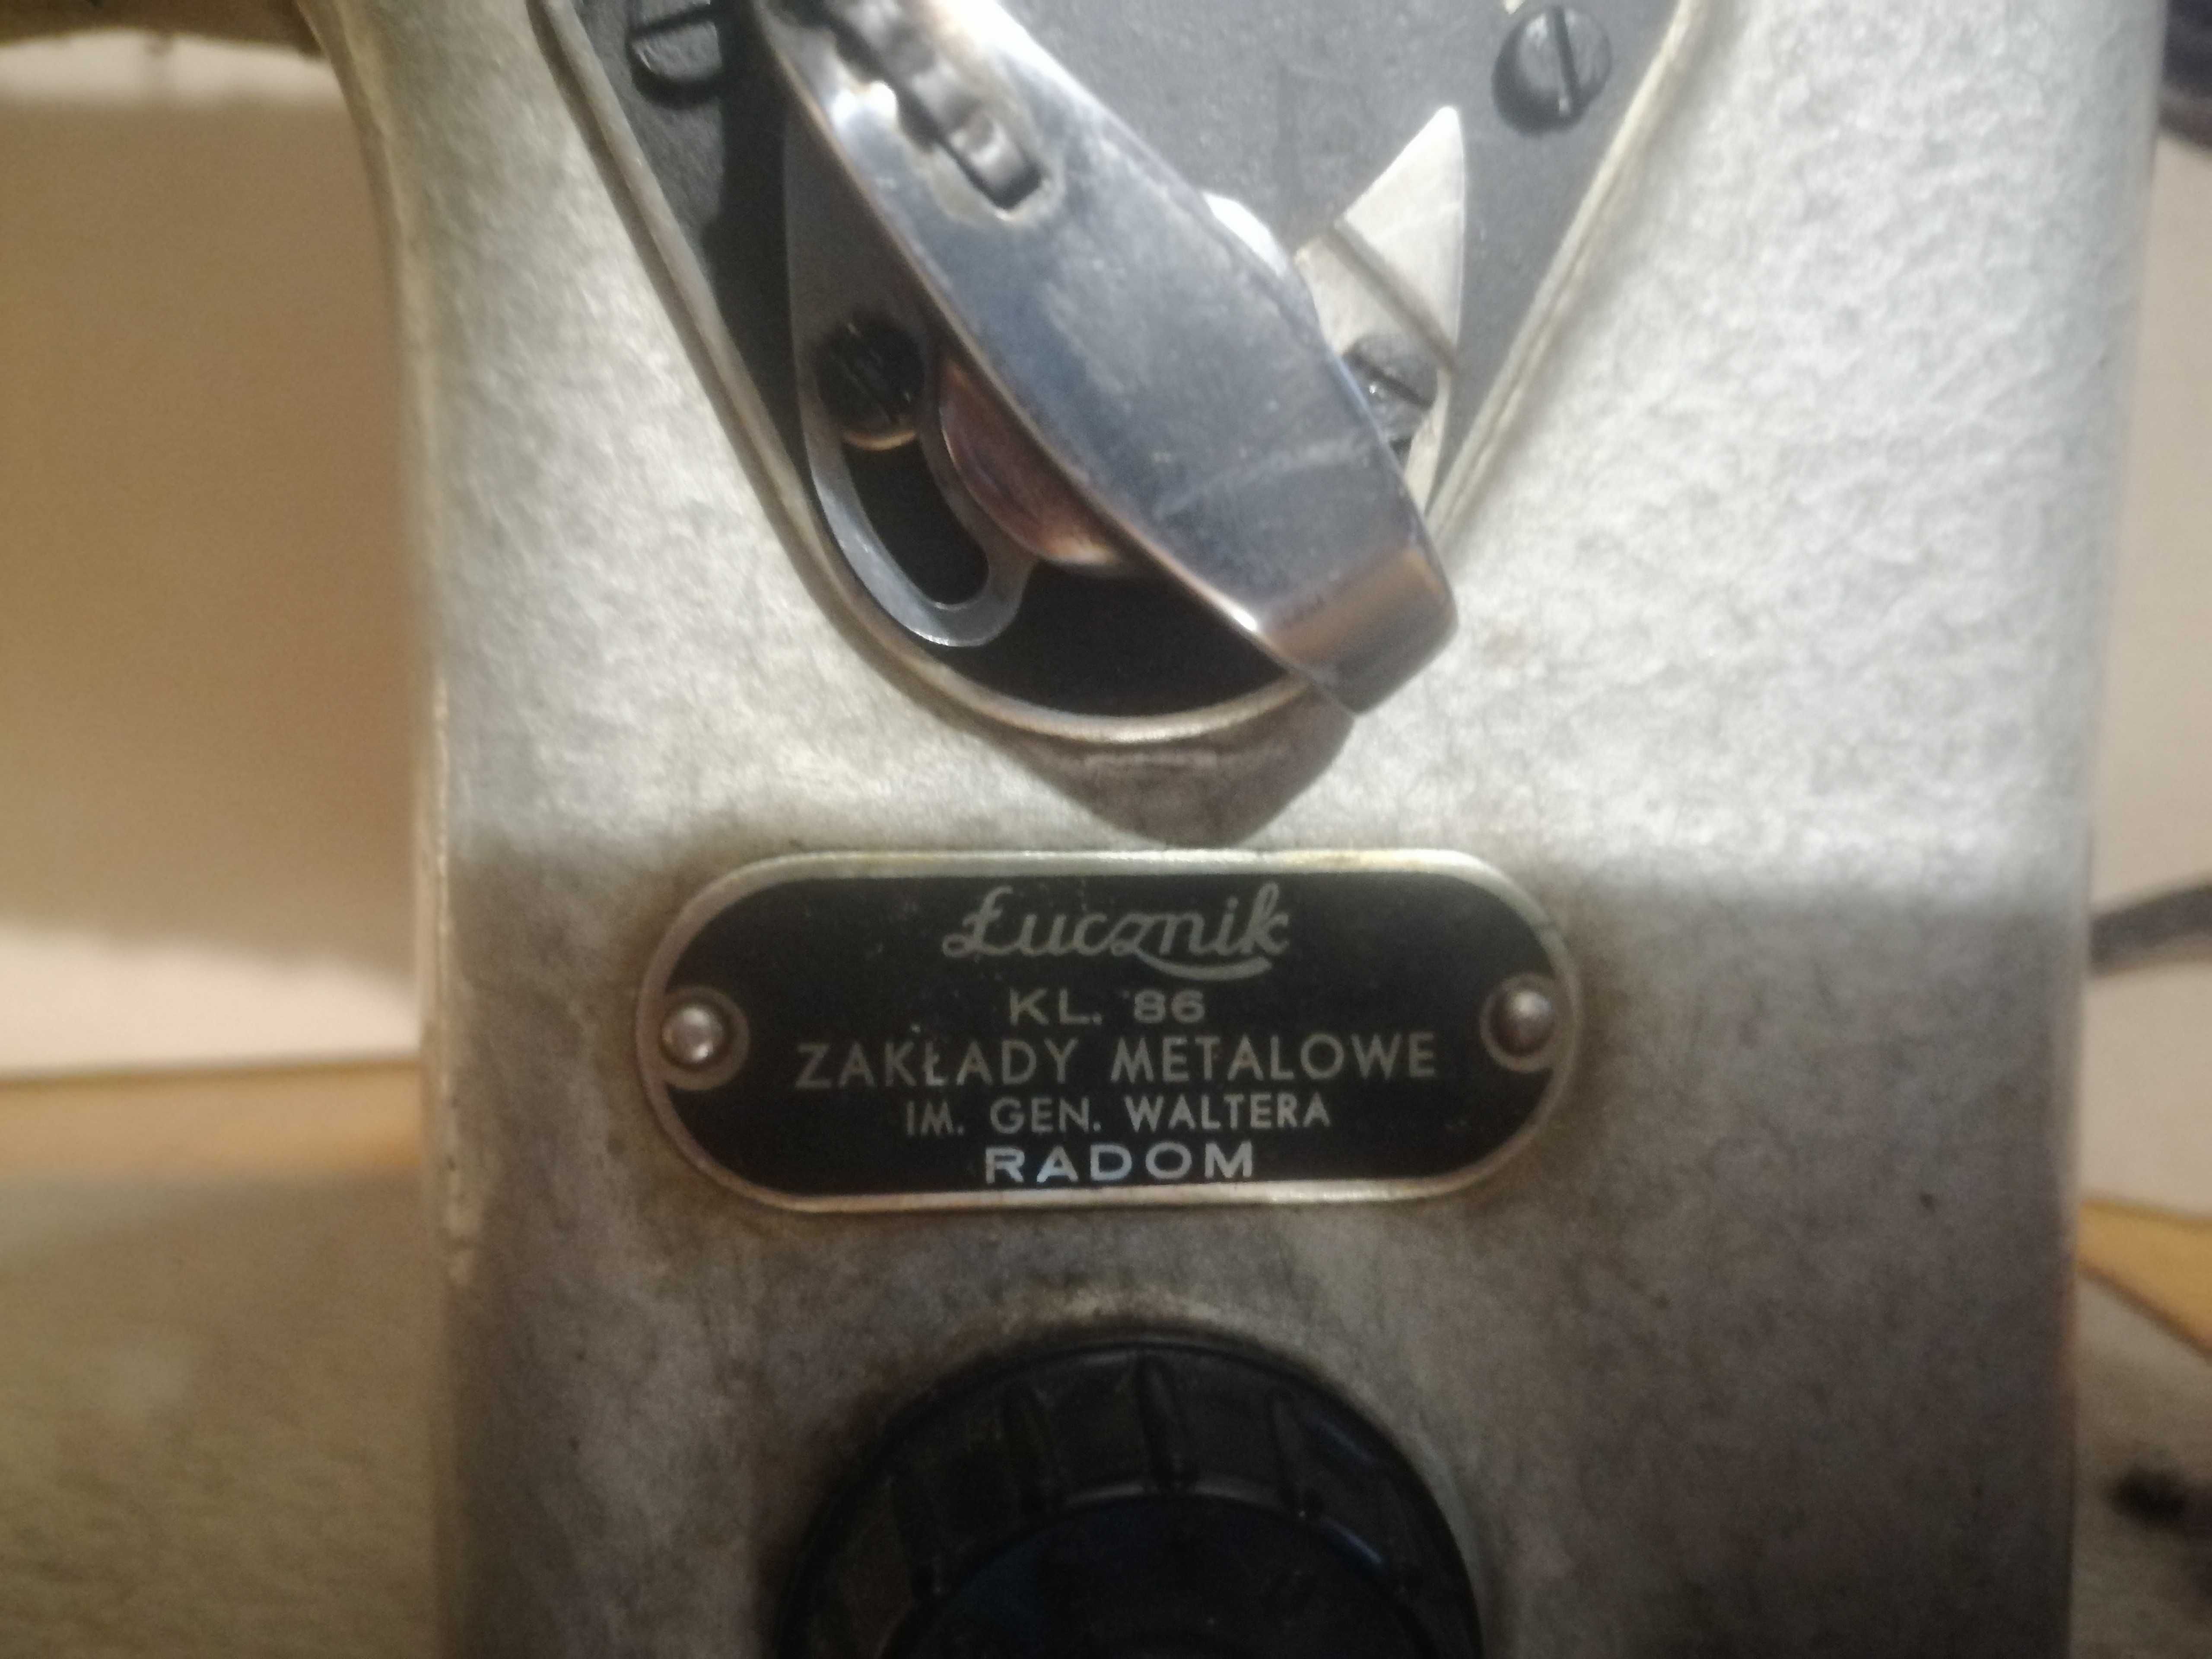 Łucznik
KL. 86
ZAKŁADY METALOWE
IM. GEN. WALTERA
RADOM